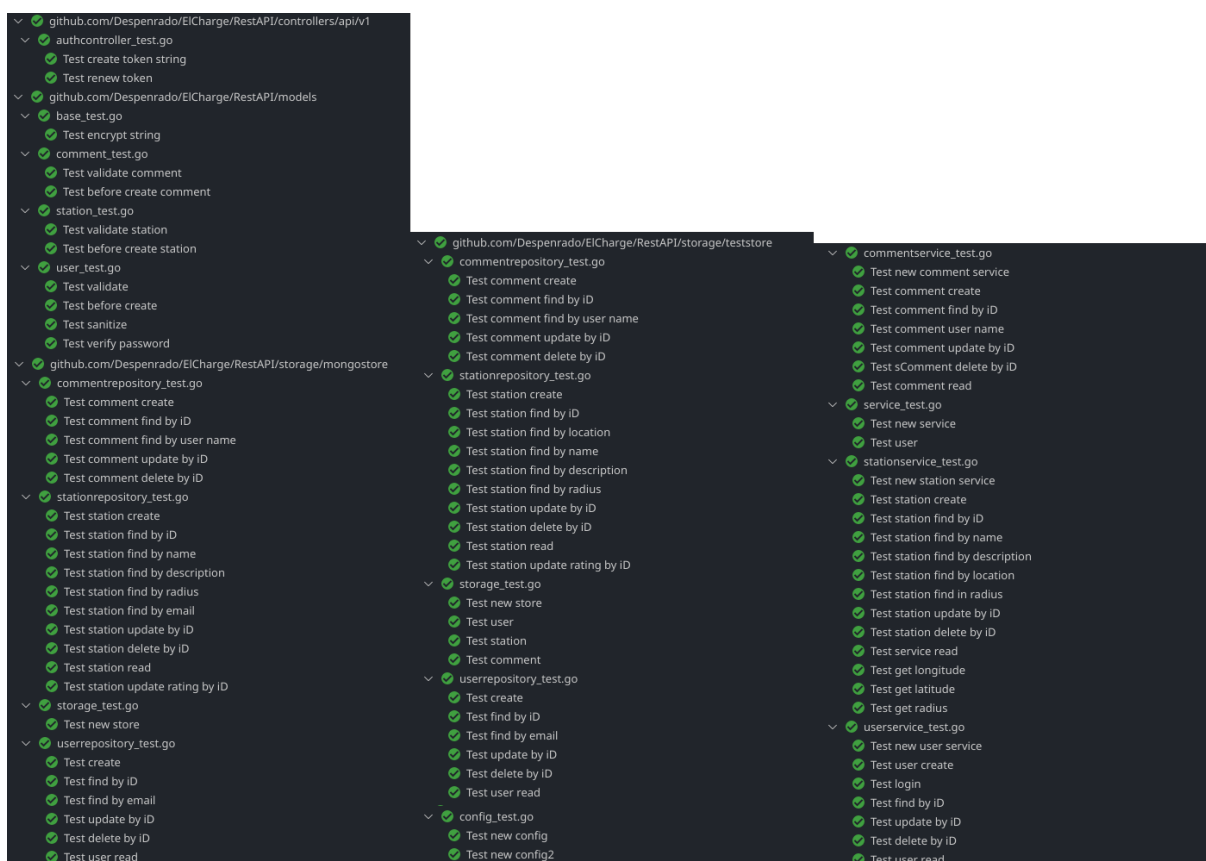 github.com/Despenrado/ElCharge/RestAPI/controllers/api/v1
authcontroller_test.go
Test create token string
Test renew token
github.com/Despenrado/ElCharge/RestAPI/models
base_test.go
Test encrypt string
comment_test.go
Test validate comment
Test before create comment
station_test.go
Test validate station
Test before create station
user_test.go
Test validate
Test before create
Test sanitize
Test verify password
github.com/Despenrado/ElCharge/RestAPI/storage/mongostore
commentrepository_test.go
Test comment create
Test comment find by iD
Test comment find by user name
Test comment update by iD
Test comment delete by iD
stationrepository_test.go
Test station create
Test station find by iD
Test station find by name
Test station find by description
Test station find by radius
Test station find by email
Test station update by iD
Test station delete by iD
Test station read
Test station update rating by iD
storage_test.go
Test new store
userrepository_test.go
Test create
Test find by iD
Test find by email
Test update by iD
Test delete by iD
Test user read
github.com/Despenrado/ElCharge/RestAPI/storage/teststore
commentrepository_test.go
Test comment create
Test comment find by iD
Test comment find by user name
Test comment update by iD
Test comment delete by iD
stationrepository_test.go
Test station create
Test station find by iD
Test station find by location
Test station find by name
Test station find by description
Test station find by radius
Test station update by iD
Test station delete by iD
Test station read
Test station update rating by iD
storage_test.go
Test new store
Test user
Test station
Test comment
userrepository_test.go
Test create
Test find by iD
Test find by email
Test update by iD
Test delete by iD
Test user read
config_test.go
Test new config
Test new config2
commentservice_test.go
Test new comment service
Test comment create
Test comment find by iD
Test comment user name
Test comment update by iD
Test sComment delete by iD
Test comment read
service_test.go
Test new service
Test user
stationservice_test.go
Test new station service
Test station create
Test station find by iD
Test station find by name
Test station find by description
Test station find by location
Test station find in radius
Test station update by iD
Test station delete by iD
Test service read
Test get longitude
Test get latitude
Test get radius
userservice_test.go
Test new user service
Test user create
Test login
Test find by iD
Test update by iD
Test delete by iD
Test user read